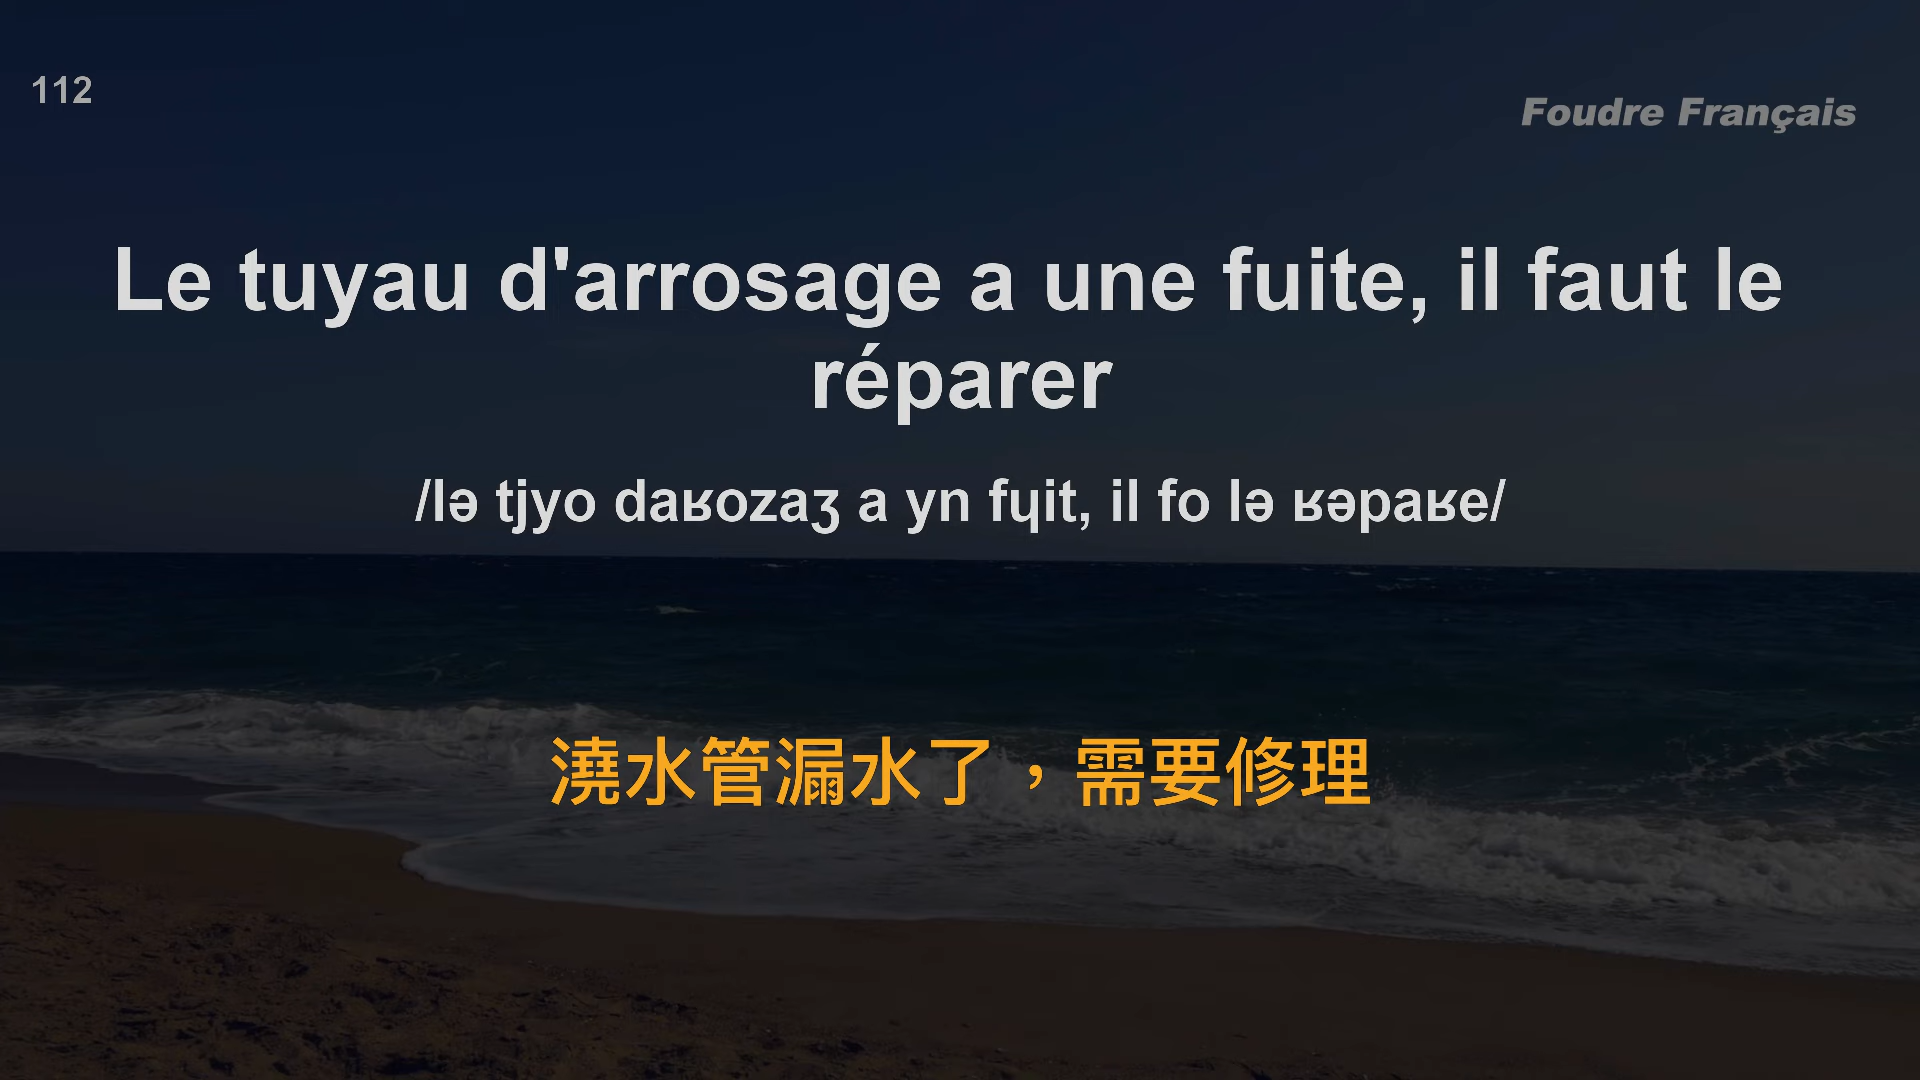 112
Foudre Français
Le tuyau d'arrosage a une fuite, il faut le
réparer
/lə tjyo daʁozaʒ a yn fɥit, il fo lə ʁəpaʁe/
澆水管漏水了，需要修理